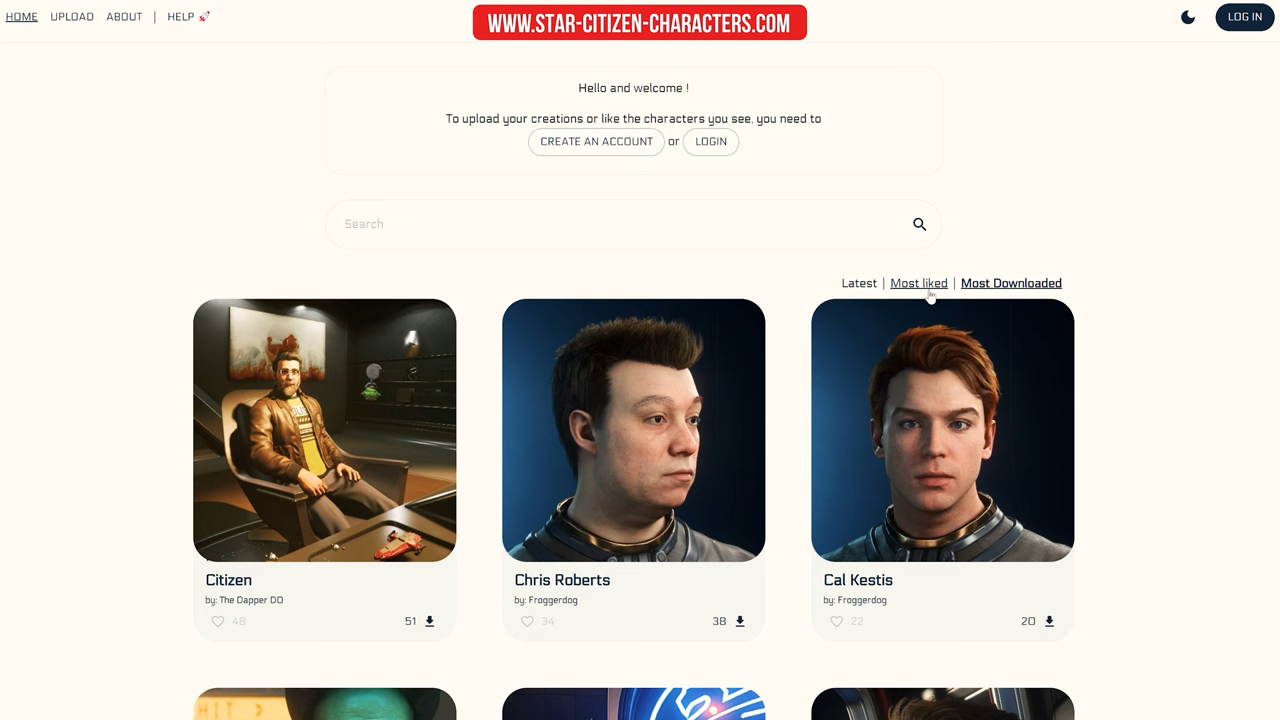 HOME UPLOAD ABOUT | HELP 🚀
WWW.STAR-CITIZEN-CHARACTERS.COM
LOG IN
Hello and welcome !
To upload your creations or like the characters you see, you need to
CREATE AN ACCOUNT or LOGIN
Search
Latest | Most liked | Most Downloaded
Citizen
by: The Dapper DO
48 51
Chris Roberts
by: Froggerdog
34 38
Cal Kestis
by: Froggerdog
22 20